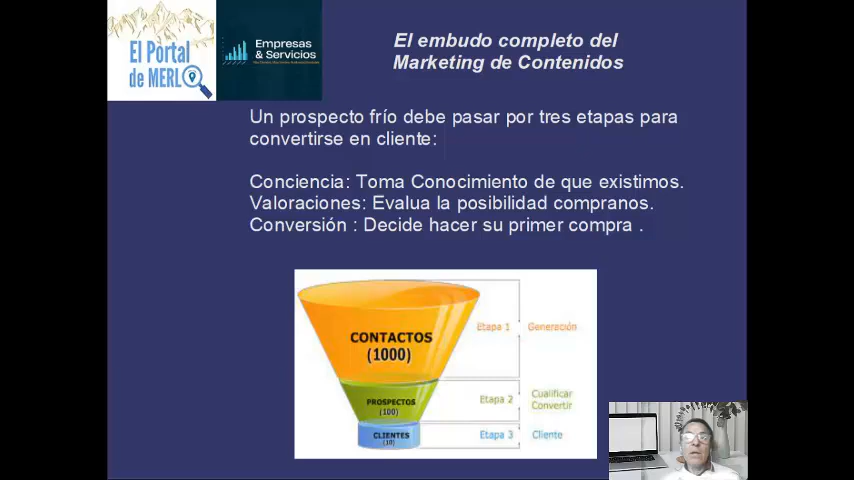 El Portal
de MERLO
Empresas
& Servicios
El embudo completo del
Marketing de Contenidos
Un prospecto frío debe pasar por tres etapas para
convertirse en cliente:
Conciencia: Toma Conocimiento de que existimos.
Valoraciones: Evalua la posibilidad compranos.
Conversión : Decide hacer su primer compra .
CONTACTOS
(1000)
Etapa 1
Generación
PROSPECTOS
(100)
Etapa 2
Cualificar
Convertir
CLIENTES
(10)
Etapa 3
Cliente